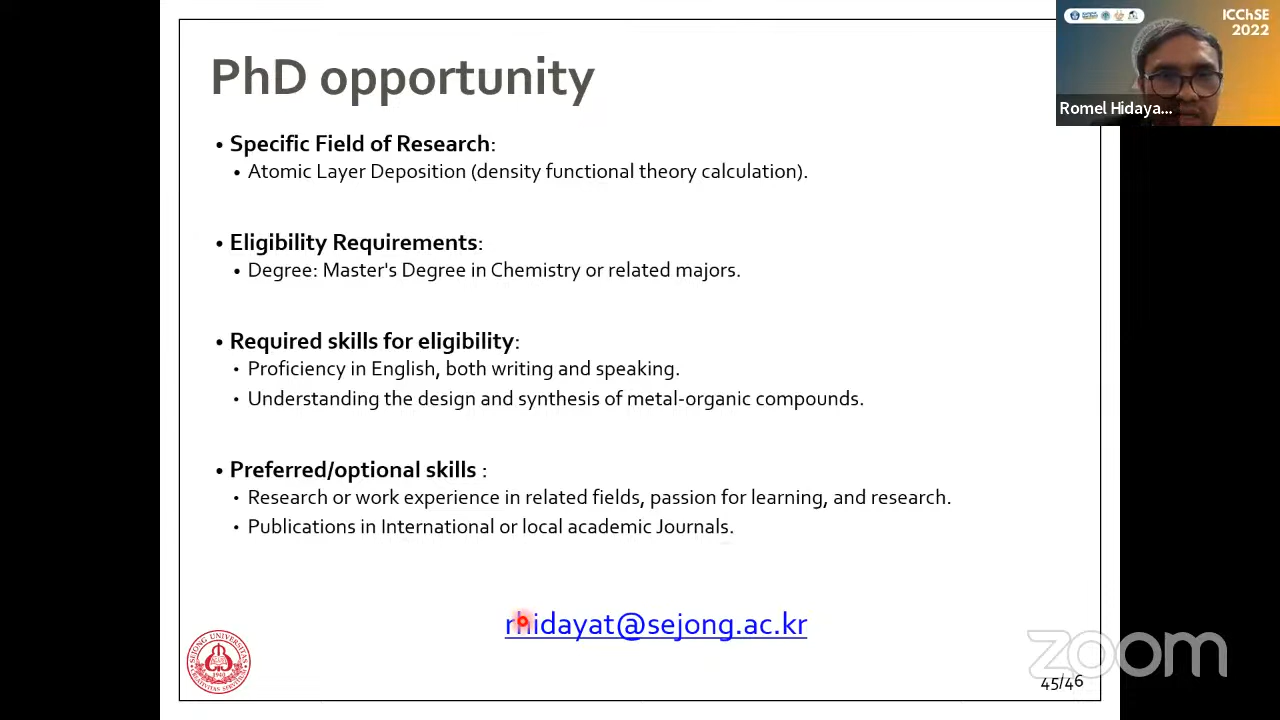 PhD opportunity
• Specific Field of Research:
• Atomic Layer Deposition (density functional theory calculation).
• Eligibility Requirements:
• Degree: Master's Degree in Chemistry or related majors.
• Required skills for eligibility:
• Proficiency in English, both writing and speaking.
• Understanding the design and synthesis of metal-organic compounds.
• Preferred/optional skills :
• Research or work experience in related fields, passion for learning, and research.
• Publications in International or local academic Journals.
rhidayat@sejong.ac.kr
45/46
ICChSE
2022
Romel Hidaya...
zoom
SEJONG UNIVERSITAS
1940